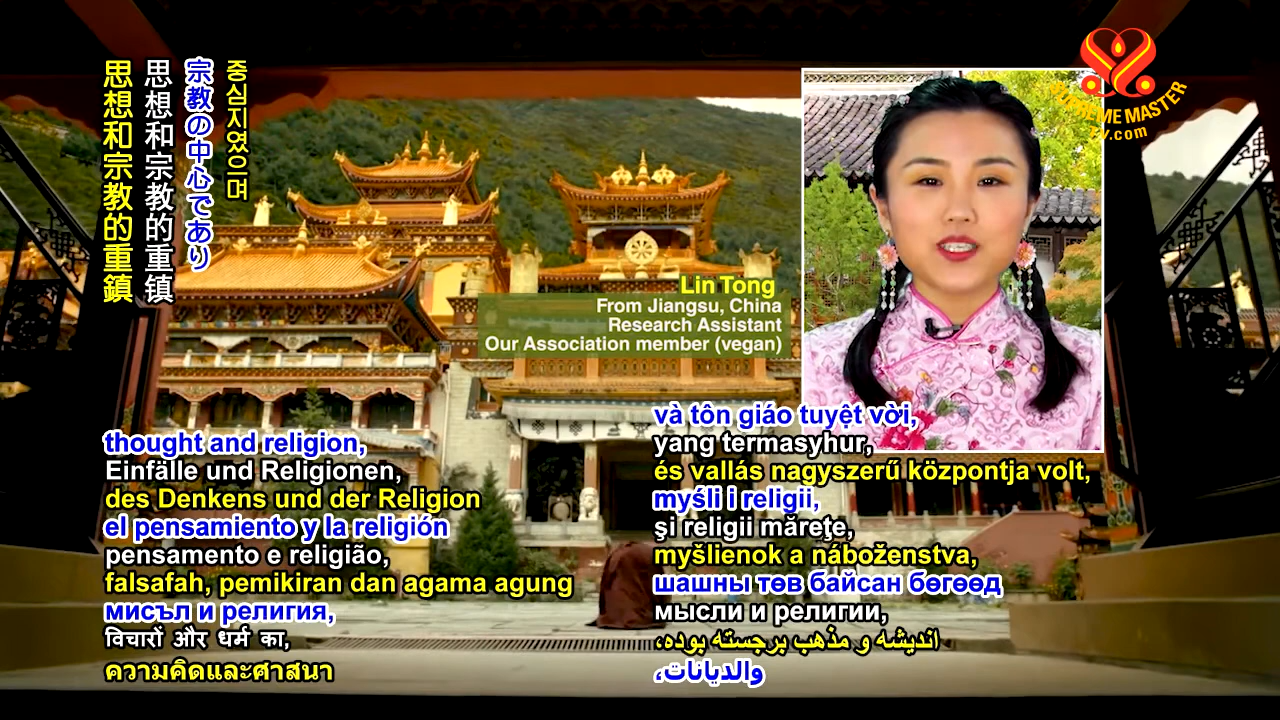 思想和宗教的重鎮
思想和宗教的重镇
宗教の中心であり
중심지였으며
SUPREME MASTER
TV.com
Lin Tong
From Jiangsu, China
Research Assistant
Our Association member (vegan)
thought and religion,
Einfälle und Religionen,
des Denkens und der Religion
el pensamiento y la religión
pensamento e religião,
falsafah, pemikiran dan agama agung
мисъл и религия,
विचारों और धर्म का,
ความคิดและศาสนา
và tôn giáo tuyệt vời,
yang termasyhur,
és vallás nagyszerű központja volt,
myśli i religii,
şi religii măreţe,
myšlienok a náboženstva,
шашны төв байсан бөгөөд
мысли и религии,
اندیشه و مذهب برجسته بوده،
والديانات،